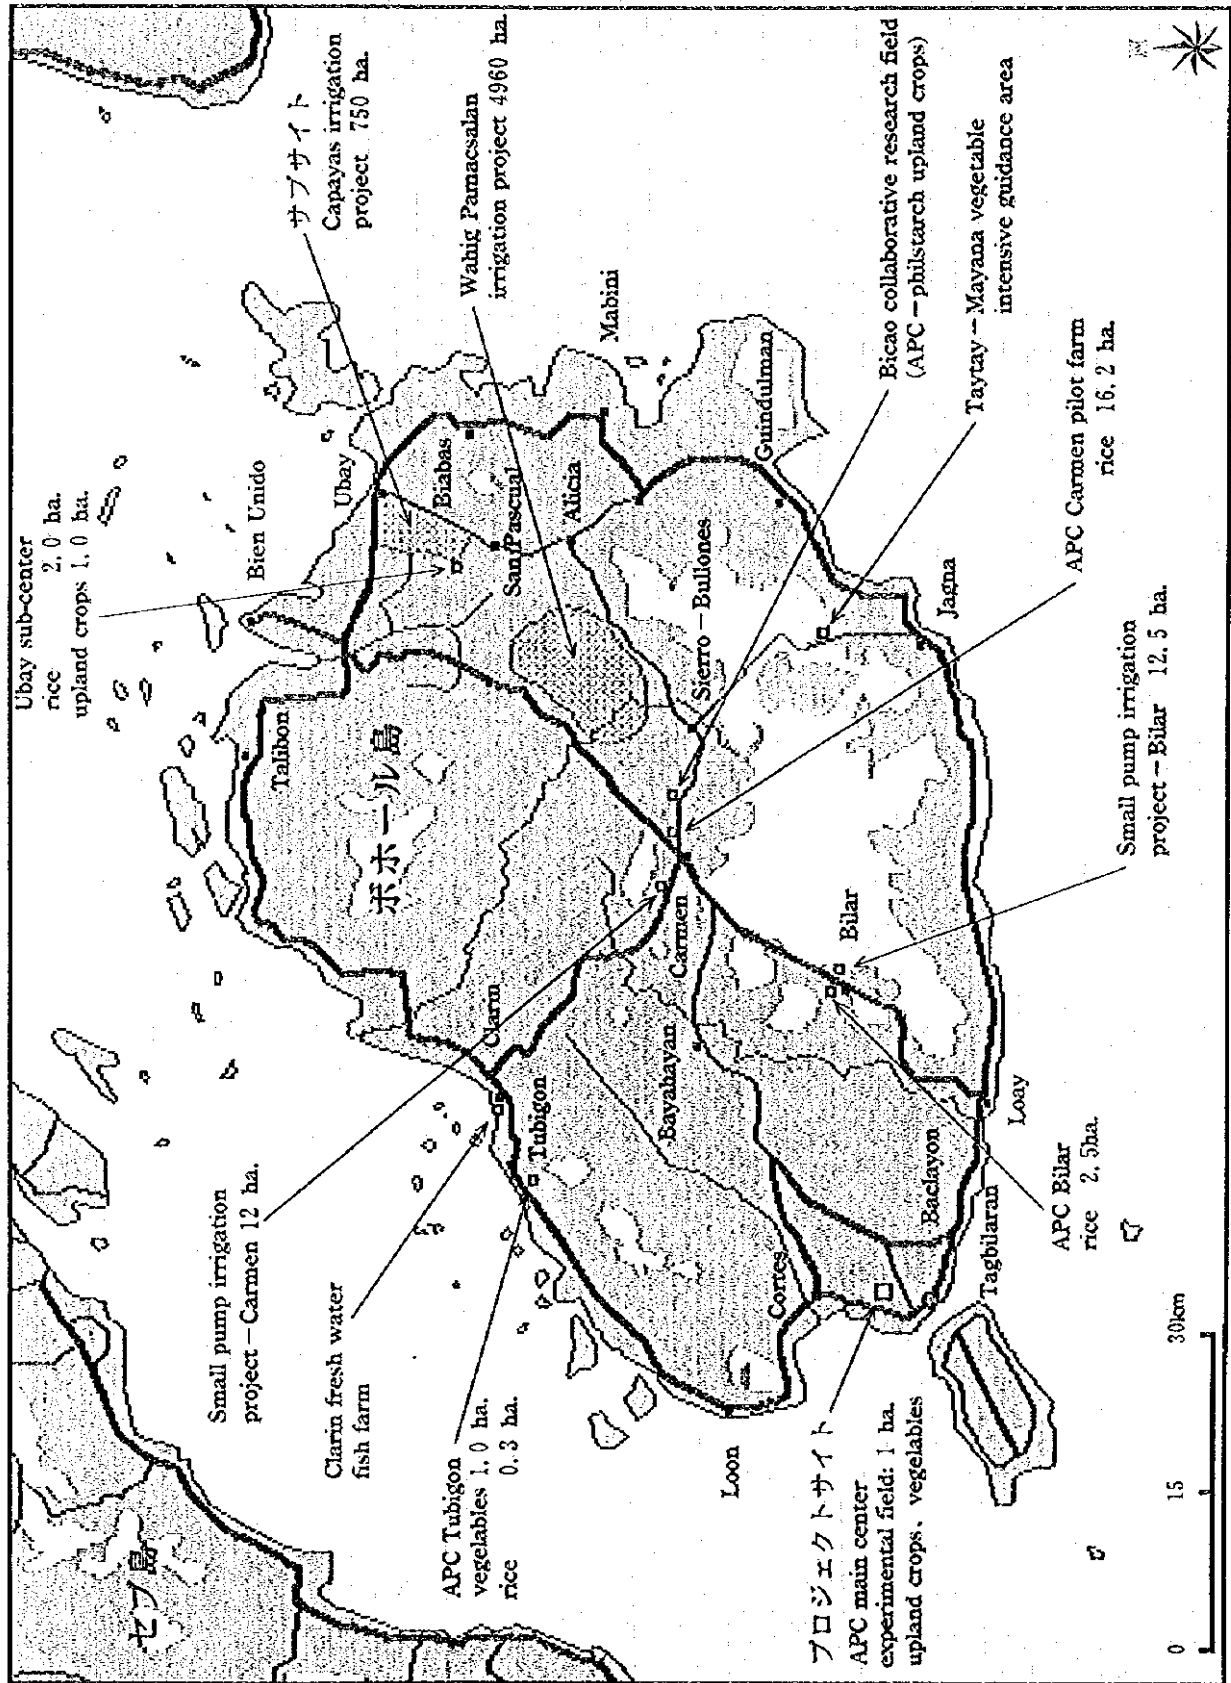 Ubay sub-center
rice 2.0 ha.
upland crops 1.0 ha.
サブサイト
Capayas irrigation
project 750 ha.
Wahig Pamacsalan
irrigation project 4960 ha.
Small pump irrigation
project-Carmen 12 ha.
Clarin fresh water
fish farm
APC Tubigon
vegelables 1.0 ha.
rice 0.3 ha.
プロジェクトサイト
APC main center
experimental field: 1 ha.
upland crops, vegelables
Bicao collaborative research field
(APC-philstarch upland crops)
Taytay-Mayana vegetable
intensive guidance area
APC Carmen pilot farm
rice 16.2 ha.
Small pump irrigation
project-Bilar 12.5 ha.
APC Bilar
rice 2.5ha.
セブ島
ボホール島
Bien Unido
Ubay
Talibon
Biabas
San Pascual
Alicia
Mabini
Sierro-Bullones
Guindulman
Jagna
Clarin
Carmen
Tubigon
Bayahayan
Bilar
Loay
Baclayon
Tagbilaran
Cortes
Loon
N
0 15 30km